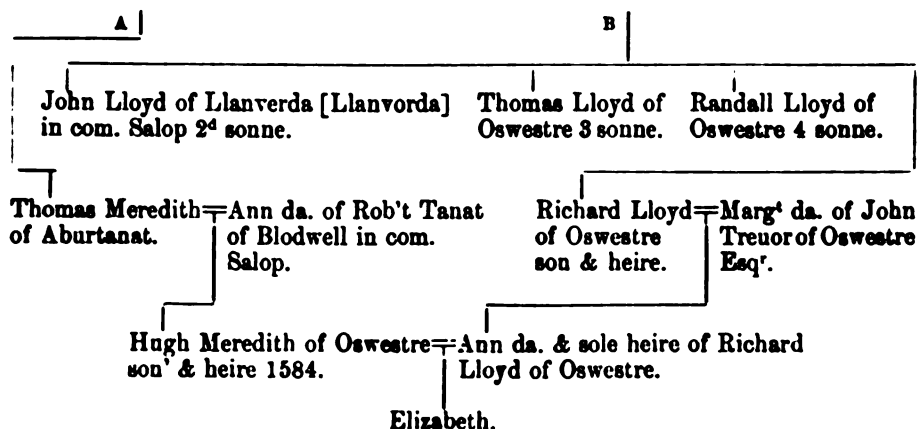 A
B
John Lloyd of Llanverda [Llanvorda]
in com. Salop 2ᵈ sonne.
Thomas Lloyd of
Oswestre 3 sonne.
Randall Lloyd of
Oswestre 4 sonne.
Thomas Meredith
of Aburtanat.
Ann da. of Rob't Tanat
of Blodwell in com.
Salop.
Richard Lloyd
of Oswestre
son & heire.
Margᵗ da. of John
Treuor of Oswestre
Esqʳ.
Hugh Meredith of Oswestre
son' & heire 1584.
Ann da. & sole heire of Richard
Lloyd of Oswestre.
Elizabeth.